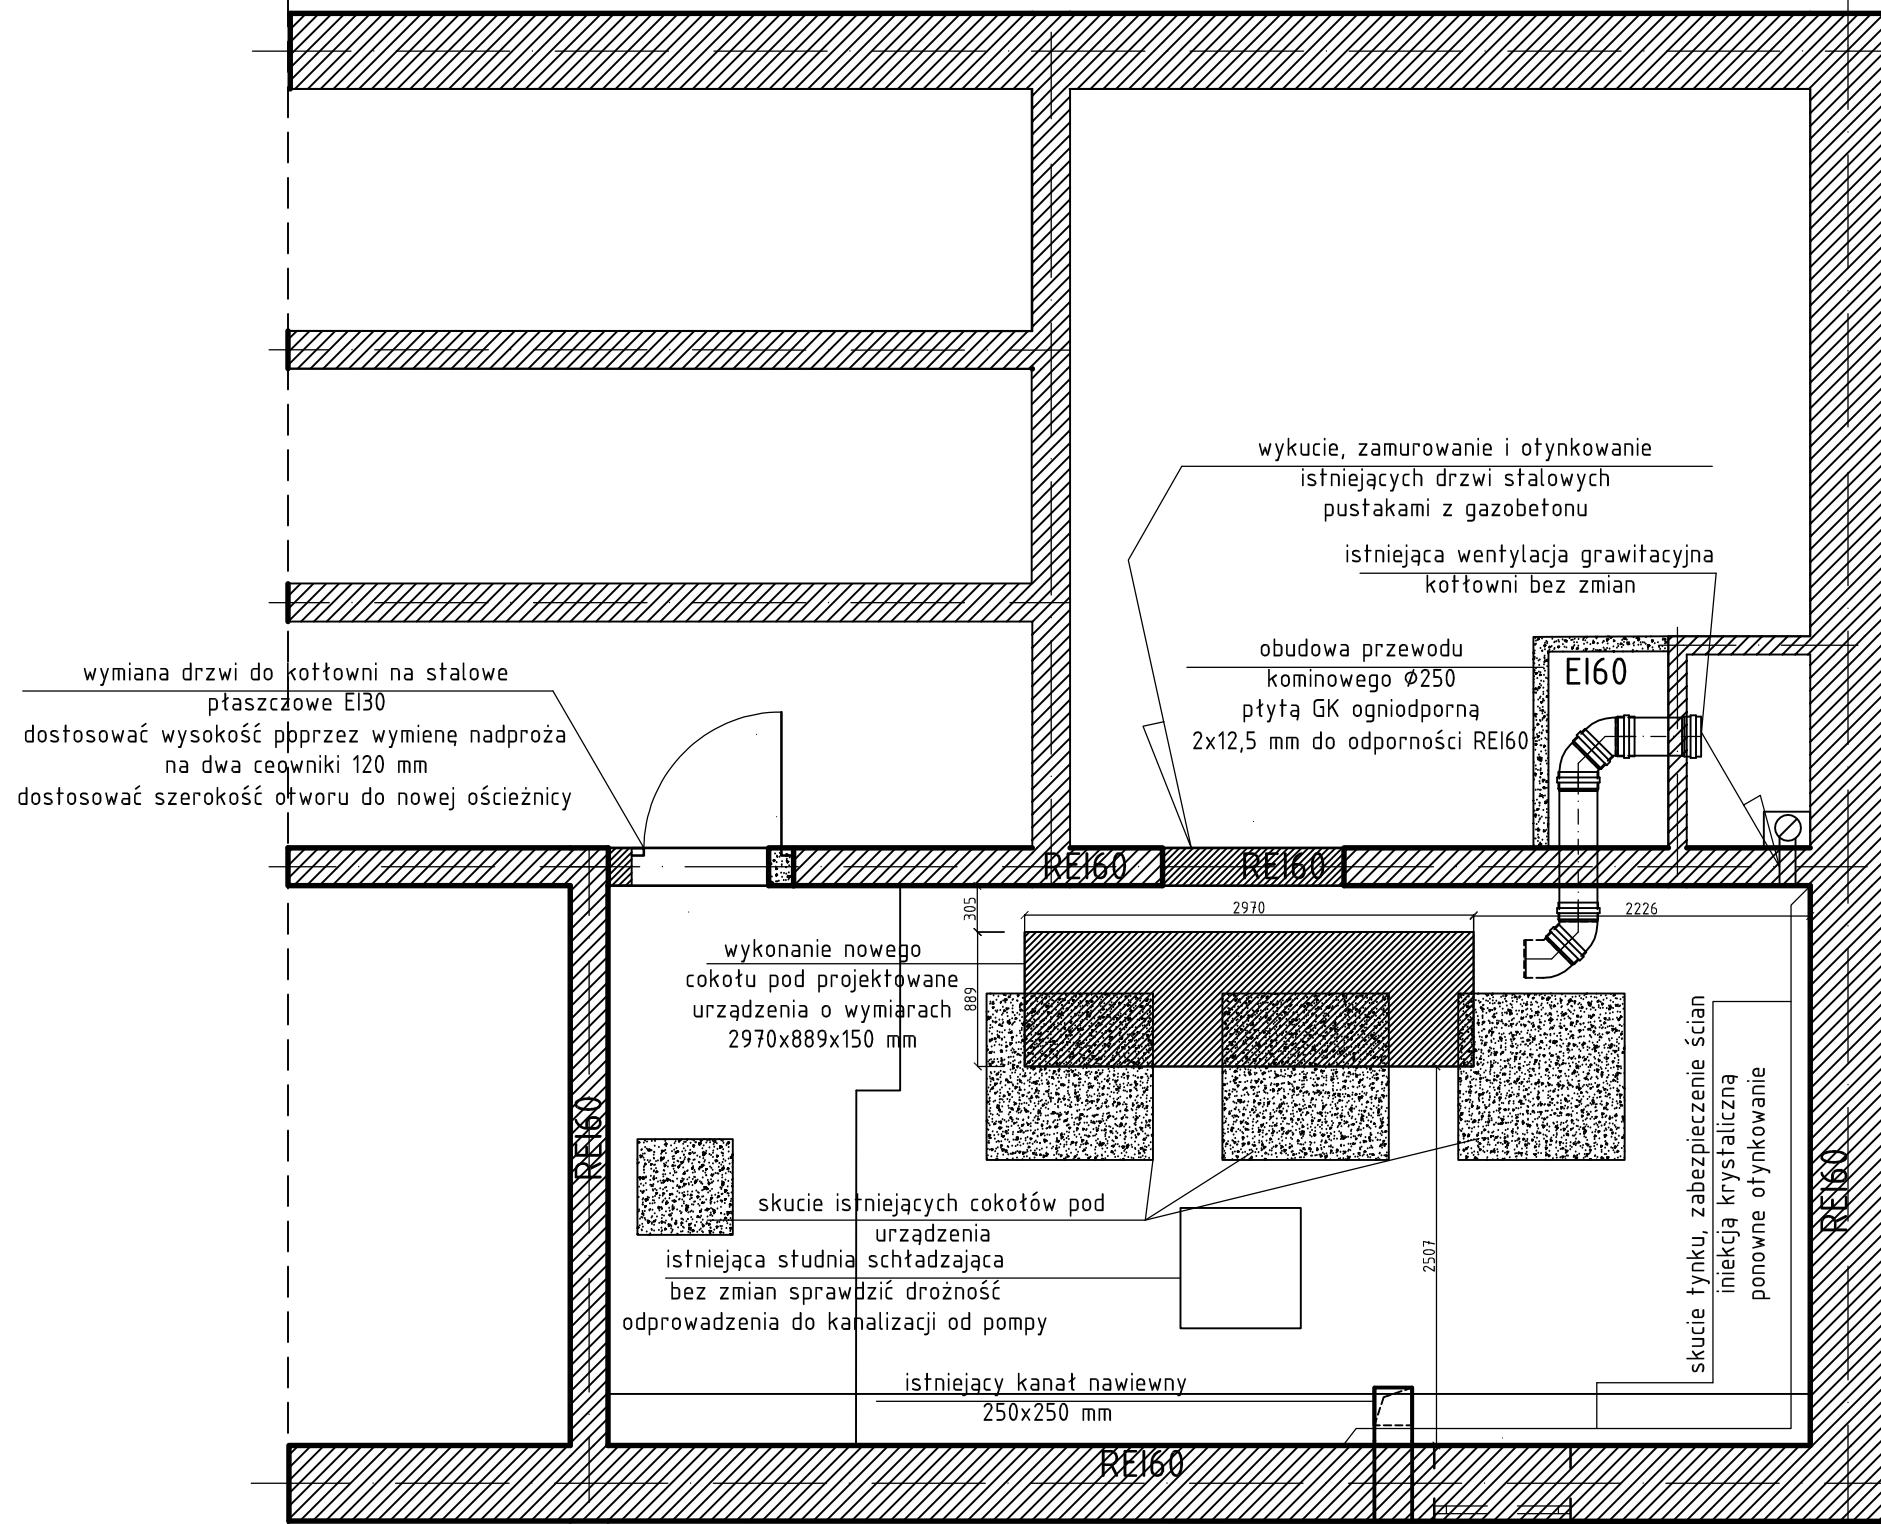 wykucie, zamurowanie i otynkowanie
istniejących drzwi stalowych
pustakami z gazobetonu
istniejąca wentylacja grawitacyjna
kotłowni bez zmian
obudowa przewodu
kominowego Ø250
płytą GK ogniodporną
2x12,5 mm do odporności REI60
EI60
wymiana drzwi do kotłowni na stalowe
płaszczowe EI30
dostosować wysokość poprzez wymienę nadproża
na dwa ceowniki 120 mm
dostosować szerokość otworu do nowej ościeżnicy
REI60
REI60
305
2970
2226
wykonanie nowego
cokołu pod projektowane
urządzenia o wymiarach
2970x889x150 mm
889
skucie tynku, zabezpieczenie ścian
iniekcją krystaliczną
ponowne otynkowanie
REI60
REI60
skucie istniejących cokołów pod
urządzenia
istniejąca studnia schładzająca
bez zmian sprawdzić drożność
odprowadzenia do kanalizacji od pompy
2507
istniejący kanał nawiewny
250x250 mm
REI60